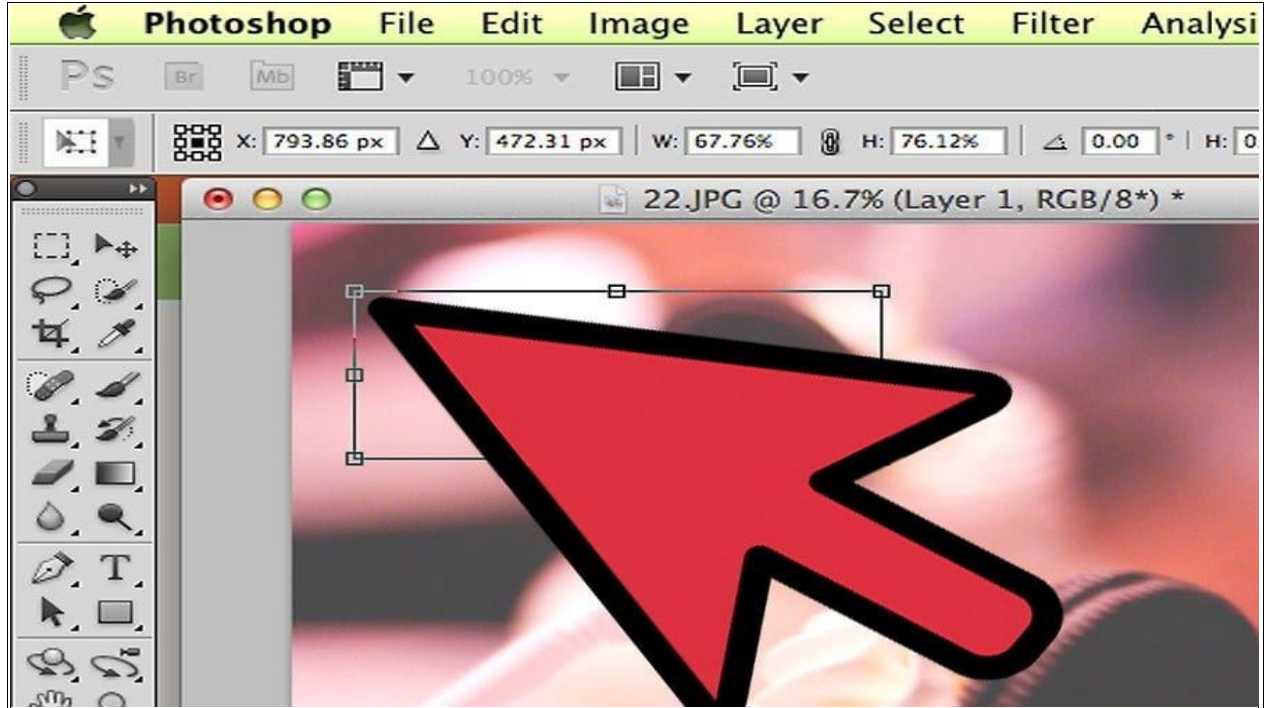 Photoshop File Edit Image Layer Select Filter Analysi
Ps Br Mb 100%
X: 793.86 px Y: 472.31 px W: 67.76% H: 76.12% 0.00 ° H: 0.
22.JPG @ 16.7% (Layer 1, RGB/8*) *
T